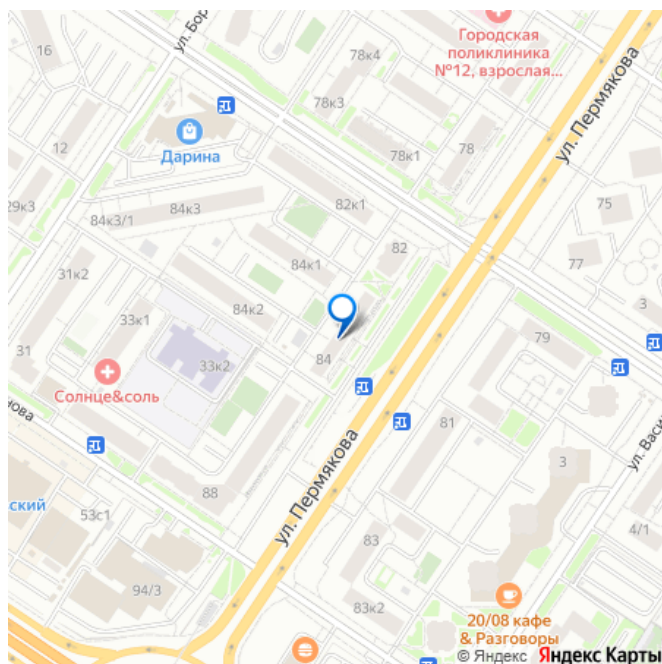 16
ул. Бор
78к4
Городская
поликлиника
№12, взрослая...
78к3
ул. Пермякова
12
Дарина
78к1
78
29к3
84к3/1
84к3
82к1
75
82
77
31к2
84к1
3
84к2
33к1
79
31
33к2
84
Солнце&соль
нова
81
ул. Васи
88
3
ул. Пермякова
вский
53с1
4/1
83
94/3
83к2
20/08 кафе
& Разговоры
© Яндекс Яндекс Карты